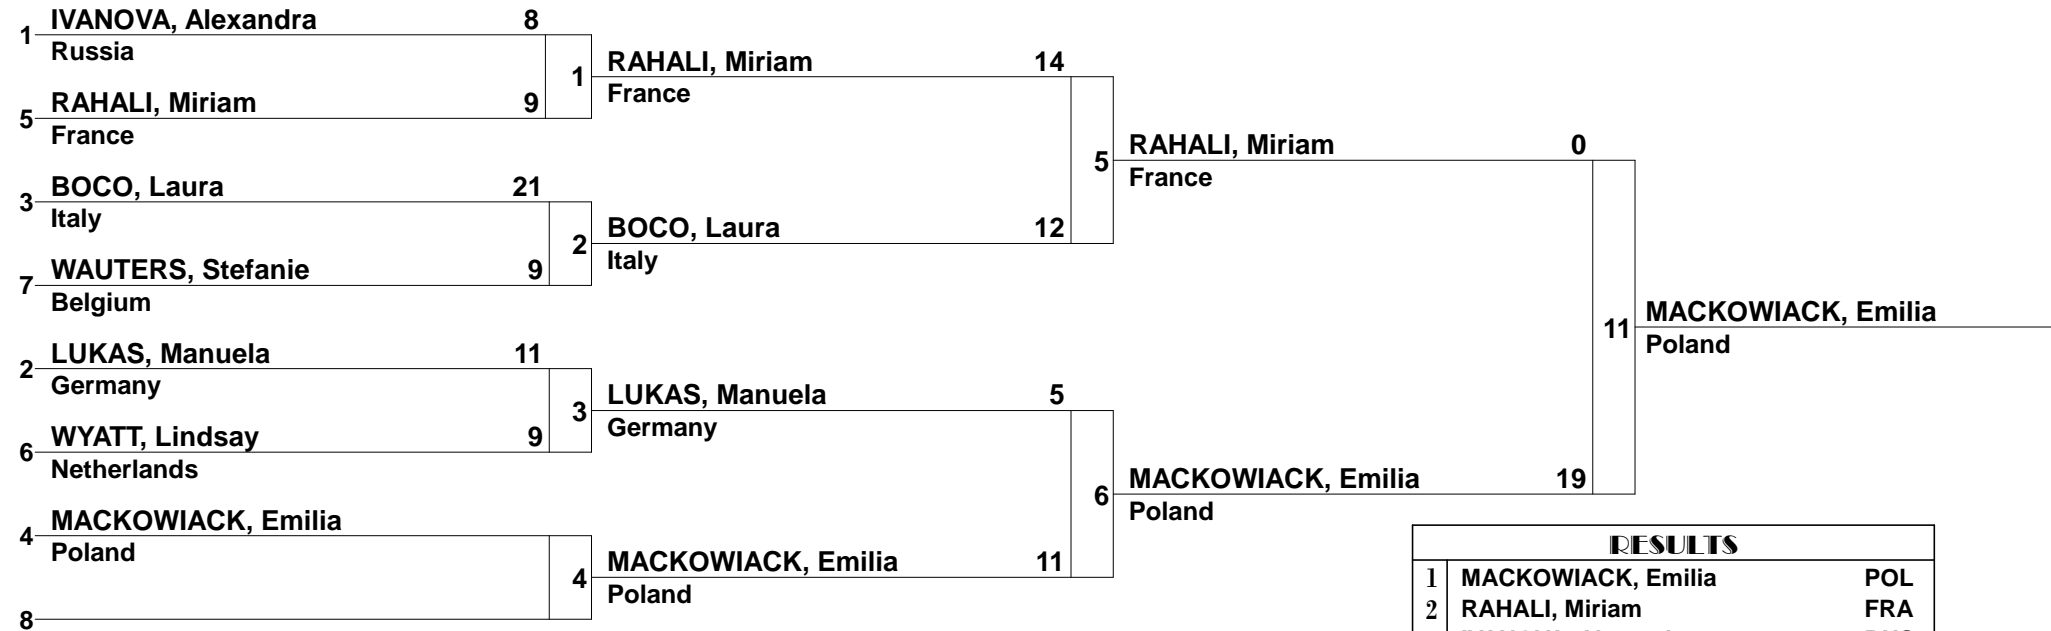 IVANOVA, Alexandra 8
1
Russia
RAHALI, Miriam 14
1
France
RAHALI, Miriam 9
5
France
RAHALI, Miriam 0
5
France
BOCO, Laura 21
3
Italy
BOCO, Laura 12
2
Italy
WAUTERS, Stefanie 9
7
Belgium
MACKOWIACK, Emilia
11
Poland
LUKAS, Manuela 11
2
Germany
LUKAS, Manuela 5
3
Germany
WYATT, Lindsay 9
6
Netherlands
MACKOWIACK, Emilia 19
6
Poland
MACKOWIACK, Emilia
4
Poland
MACKOWIACK, Emilia 11
4
Poland
8
RESULTS
1 MACKOWIACK, Emilia POL
2 RAHALI, Miriam FRA